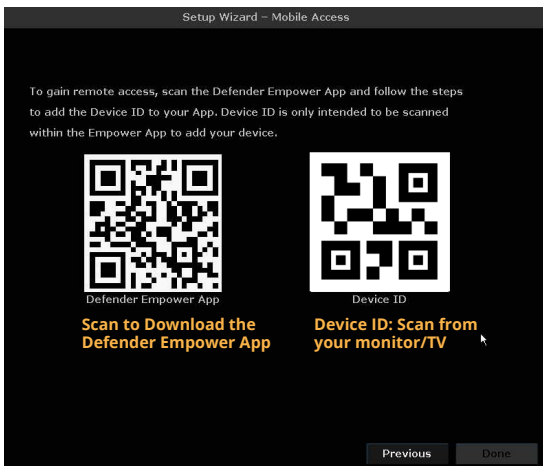 Setup Wizard – Mobile Access
To gain remote access, scan the Defender Empower App and follow the steps
to add the Device ID to your App. Device ID is only intended to be scanned
within the Empower App to add your device.
Defender Empower App
Device ID
Scan to Download the
Defender Empower App
Device ID: Scan from
your monitor/TV
Previous
Done